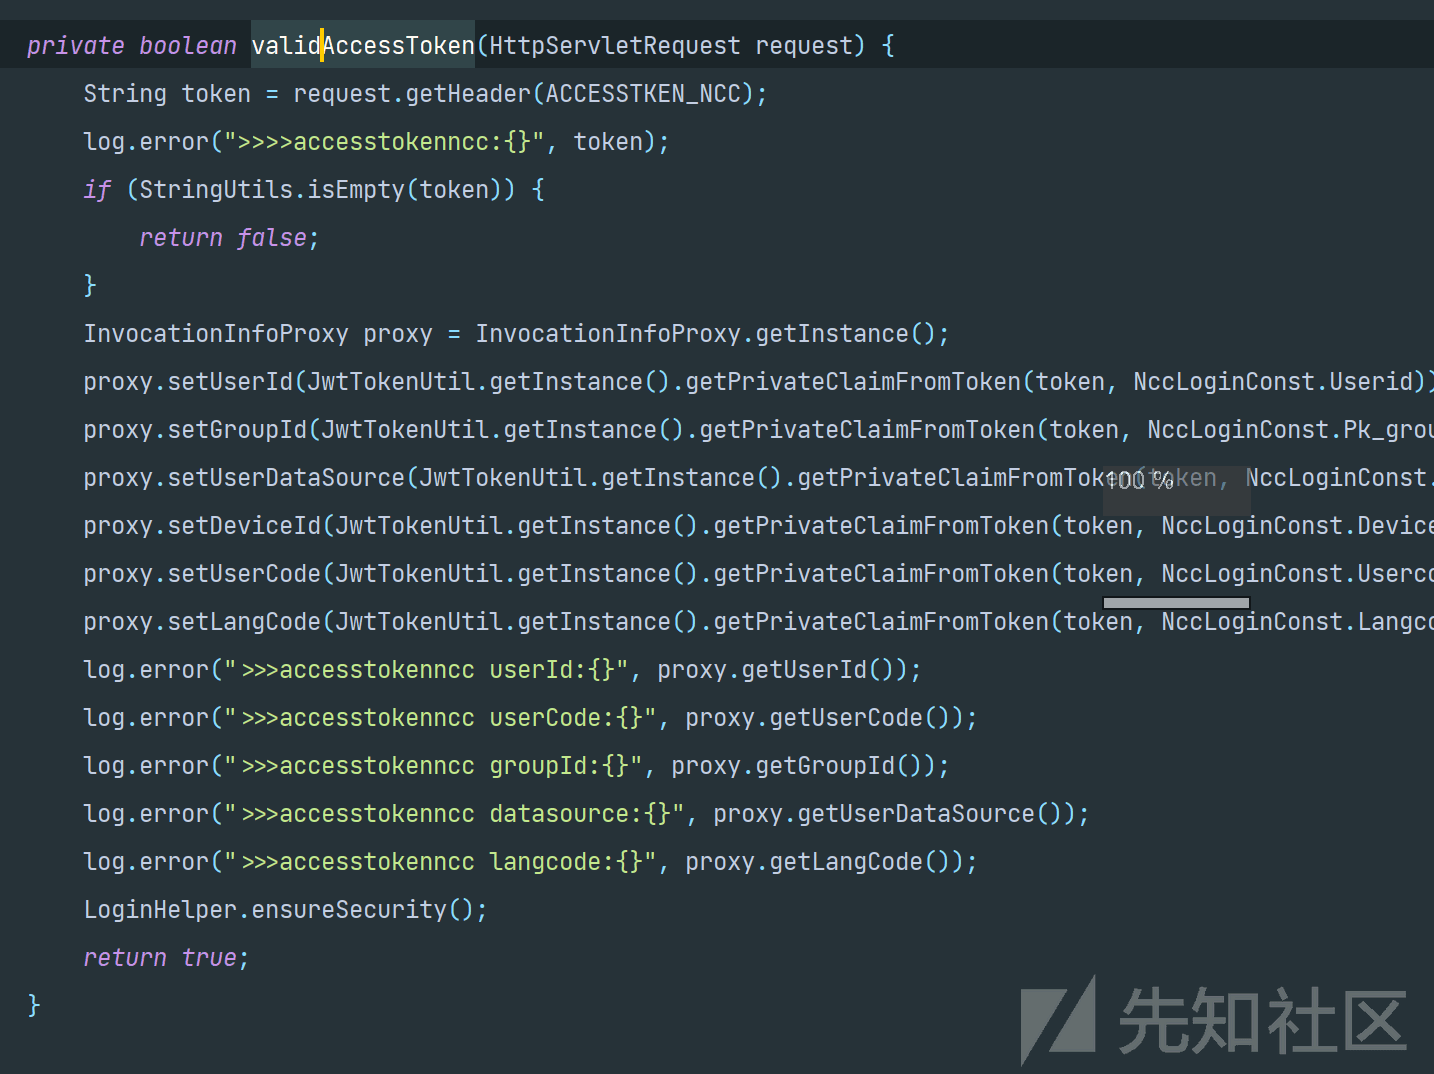 private boolean validAccessToken(HttpServletRequest request) {
String token = request.getHeader(ACCESSTKEN_NCC);
log.error(">>>>accesstokenncc:{}", token);
if (StringUtils.isEmpty(token)) {
return false;
}
InvocationInfoProxy proxy = InvocationInfoProxy.getInstance();
proxy.setUserId(JwtTokenUtil.getInstance().getPrivateClaimFromToken(token, NccLoginConst.Userid))
proxy.setGroupId(JwtTokenUtil.getInstance().getPrivateClaimFromToken(token, NccLoginConst.Pk_grou
proxy.setUserDataSource(JwtTokenUtil.getInstance().getPrivateClaimFromToken(token, NccLoginConst.
100 %
proxy.setDeviceId(JwtTokenUtil.getInstance().getPrivateClaimFromToken(token, NccLoginConst.Device
proxy.setUserCode(JwtTokenUtil.getInstance().getPrivateClaimFromToken(token, NccLoginConst.Userco
proxy.setLangCode(JwtTokenUtil.getInstance().getPrivateClaimFromToken(token, NccLoginConst.Langco
log.error(">>>accesstokenncc userId:{}", proxy.getUserId());
log.error(">>>accesstokenncc userCode:{}", proxy.getUserCode());
log.error(">>>accesstokenncc groupId:{}", proxy.getGroupId());
log.error(">>>accesstokenncc datasource:{}", proxy.getUserDataSource());
log.error(">>>accesstokenncc langcode:{}", proxy.getLangCode());
LoginHelper.ensureSecurity();
return true;
}
先知社区